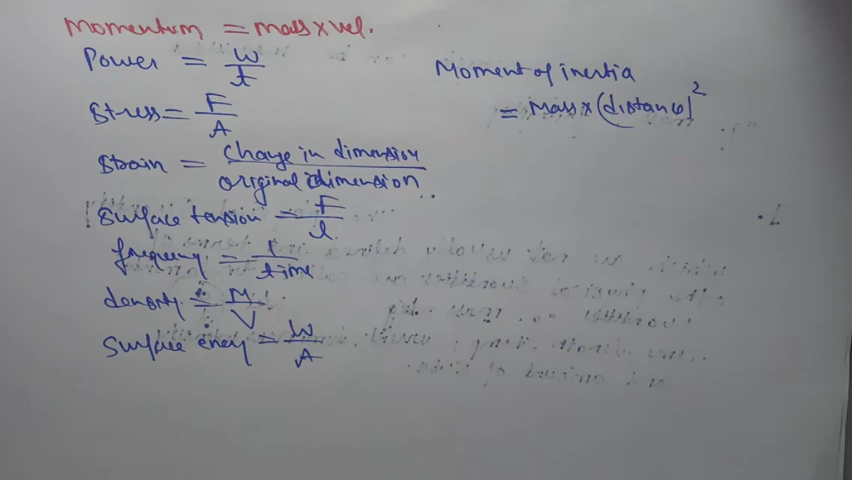 Momentum = mass x vel.
Power = W/t
Stress = F/A
Strain = change in dimension / original dimension
Surface tension = F/l
frequency = 1/time
density = M/V
Surface energy = W/A
Moment of inertia
= Mass x (distance)²